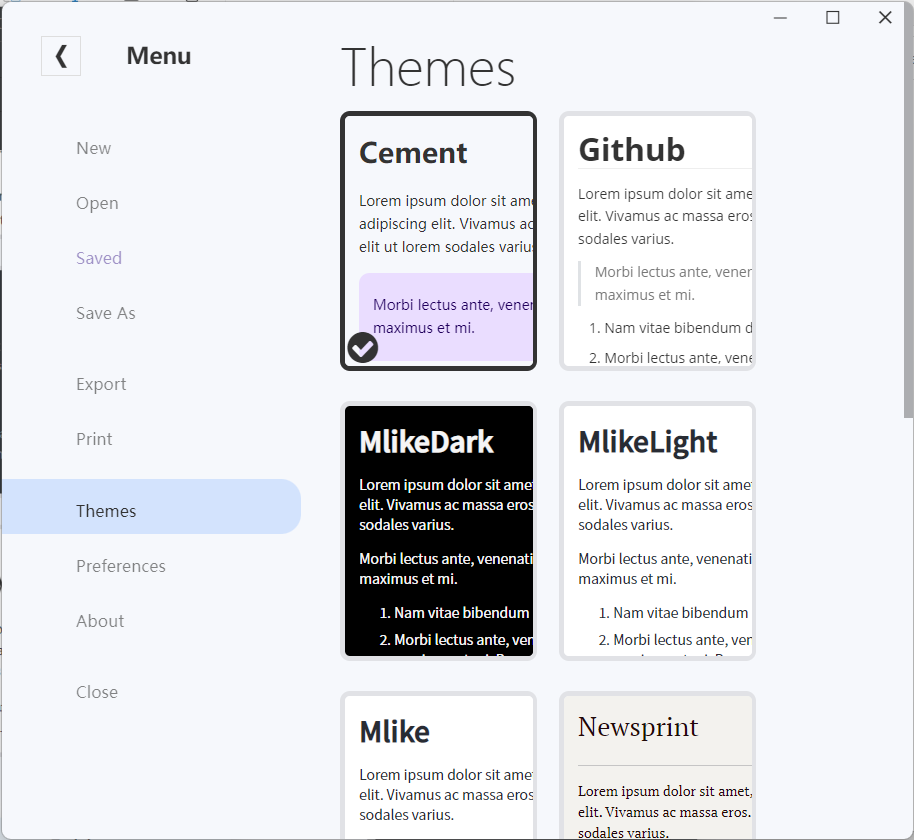 ❮ Menu
New
Open
Saved
Save As
Export
Print
Themes
Preferences
About
Close
Themes
Cement
Lorem ipsum dolor sit ame
adipiscing elit. Vivamus ac
elit ut lorem sodales varius
Morbi lectus ante, venen
maximus et mi.
Github
Lorem ipsum dolor sit ame
elit. Vivamus ac massa eros
sodales varius.
Morbi lectus ante, vener
maximus et mi.
1. Nam vitae bibendum d
2. Morbi lectus ante, vene
MlikeDark
Lorem ipsum dolor sit amet
elit. Vivamus ac massa eros
sodales varius.
Morbi lectus ante, venenati
maximus et mi.
1. Nam vitae bibendum
2. Morbi lectus ante, ver
MlikeLight
Lorem ipsum dolor sit amet
elit. Vivamus ac massa eros
sodales varius.
Morbi lectus ante, venenati
maximus et mi.
1. Nam vitae bibendum
2. Morbi lectus ante, ver
Mlike
Lorem ipsum dolor sit amet
elit. Vivamus ac massa eros
sodales varius.
Newsprint
Lorem ipsum dolor sit amet,
elit. Vivamus ac massa eros.
sodales varius.